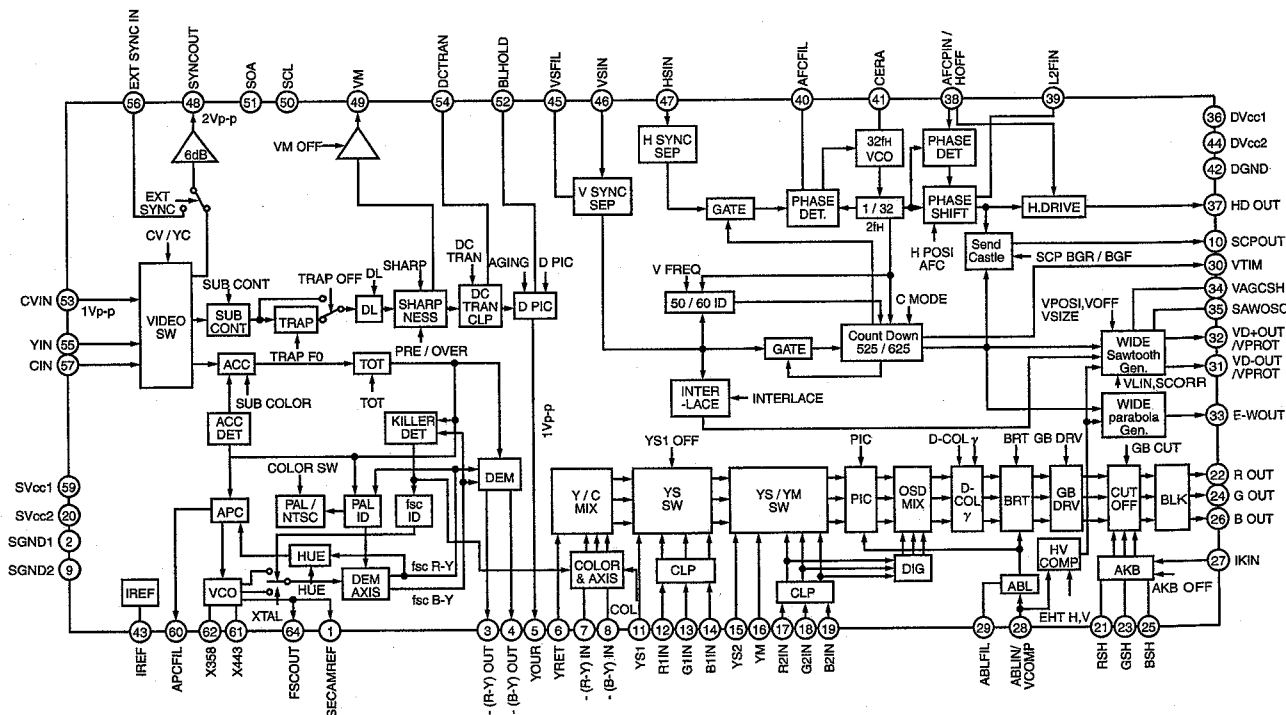 EXT SYNC IN
SYNCOUT
SOA
SCL
VM
DCTRAN
BLHOLD
VSFIL
VSIN
HSIN
AFCFIL
CERA
AFCPIN /
HOFF
L2FIN
56
48
51
50
49
54
52
45
46
47
40
41
38
39
2Vp-p
6dB
VM OFF
EXT
SYNC
CV / YC
H SYNC
SEP
V SYNC
SEP
GATE
PHASE
DET.
32fH
VCO
1 / 32
2fH
PHASE
DET
PHASE
SHIFT
H.DRIVE
H POSI
AFC
Send
Castle
SCP BGR / BGF
36 DVcc1
44 DVcc2
42 DGND
37 HD OUT
10 SCPOUT
30 VTIM
34 VAGCSH
35 SAWOSC
32 VD+OUT
/VPROT
31 VD-OUT
/VPROT
33 E-WOUT
22 R OUT
24 G OUT
26 B OUT
27 IKIN
CVIN 53
1Vp-p
YIN 55
CIN 57
VIDEO
SW
SUB CONT
SUB
CONT
TRAP OFF
TRAP
TRAP F0
DL
DL
SHARP
SHARP
NESS
PRE / OVER
DC
TRAN
DC
TRAN
CLP
AGING
D PIC
D PIC
V FREQ
50 / 60 ID
C MODE
GATE
Count Down
525 / 625
VPOSI,VOFF
VSIZE
WIDE
Sawtooth
Gen.
VLIN,SCORR
INTER
-LACE
INTERLACE
WIDE
parabola
Gen.
ACC
SUB COLOR
TOT
TOT
ACC
DET
KILLER
DET
1Vp-p
COLOR SW
PAL /
NTSC
PAL
ID
fsc
ID
DEM
APC
HUE
HUE
DEM
AXIS
fsc R-Y
fsc B-Y
VCO
XTAL
IREF
SVcc1 59
SVcc2 20
SGND1 2
SGND2 9
YS1 OFF
PIC
D-COL γ
BRT
GB DRV
GB CUT
Y / C
MIX
YS
SW
YS / YM
SW
PIC
OSD
MIX
D-
COL
γ
BRT
GB
DRV
CUT
OFF
BLK
COLOR
& AXIS
COL
CLP
CLP
DIG
ABL
HV
COMP
EHT H,V
AKB
AKB OFF
43
60
62
61
64
1
3
4
5
6
7
8
11
12
13
14
15
16
17
18
19
29
28
21
23
25
IREF
APCFIL
X358
X443
FSCOUT
SECAMREF
- (R-Y) OUT
- (B-Y) OUT
YOUR
YRET
- (R-Y) IN
- (B-Y) IN
YS1
R1IN
G1IN
B1IN
YS2
YM
R2IN
G2IN
B2IN
ABLFIL
ABLIN/
VCOMP
RSH
GSH
BSH